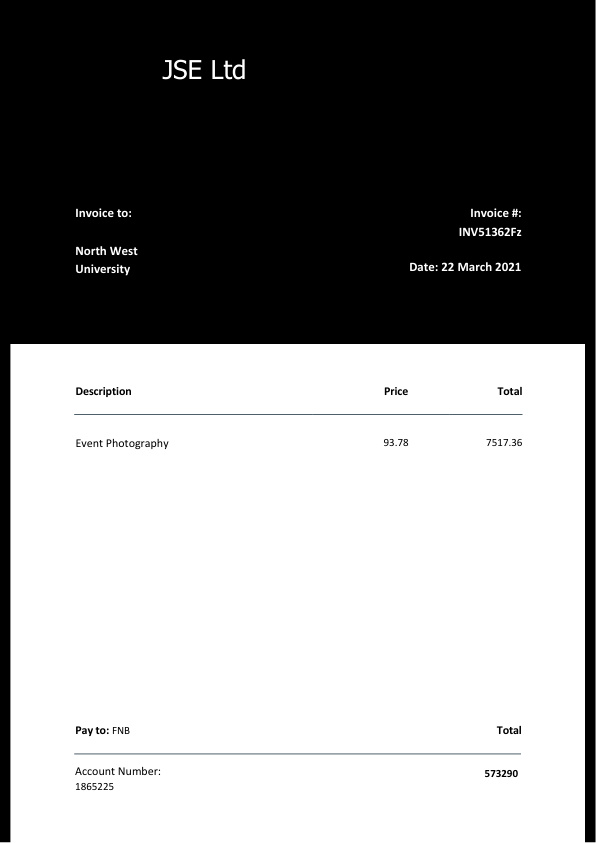 JSE Ltd
Invoice to:
Invoice #:
INV51362Fz
North West
University
Date: 22 March 2021
Description Price Total
Event Photography 93.78 7517.36
Pay to: FNB Total
Account Number:
1865225
573290